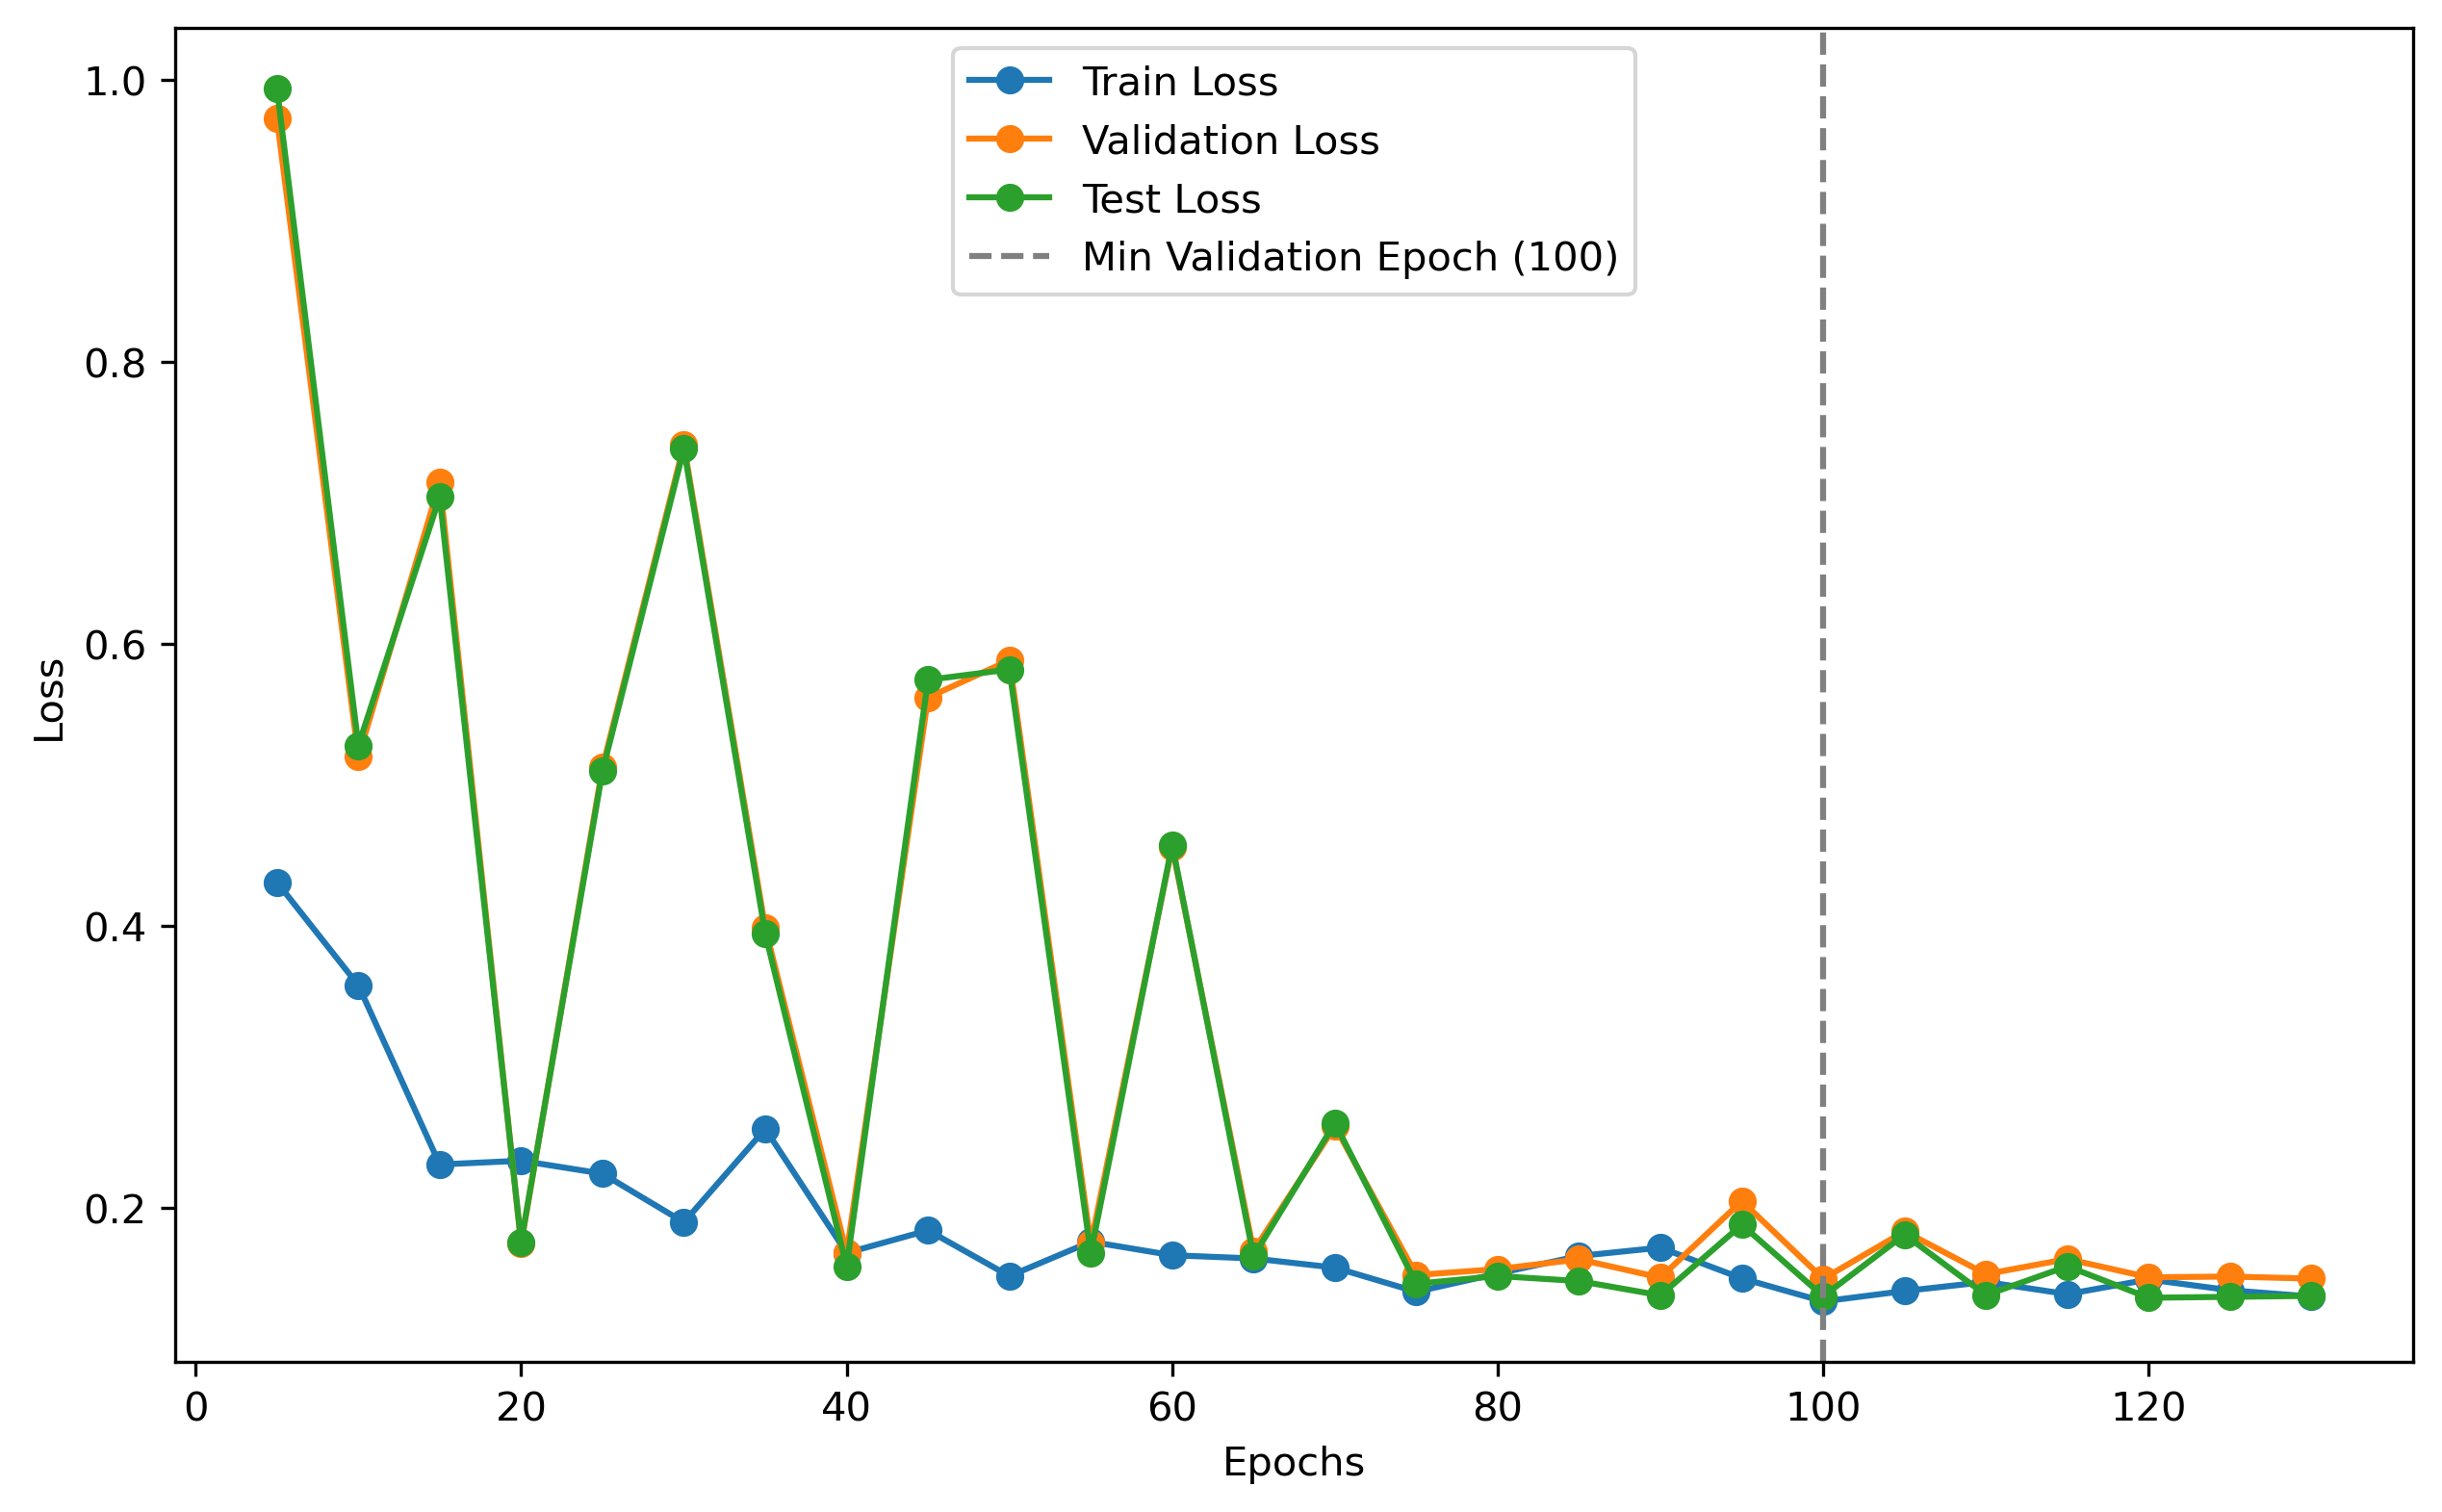 Train Loss
Validation Loss
Test Loss
Min Validation Epoch (100)
1.0
0.8
0.6
0.4
0.2
Loss
0 20 40 60 80 100 120
Epochs